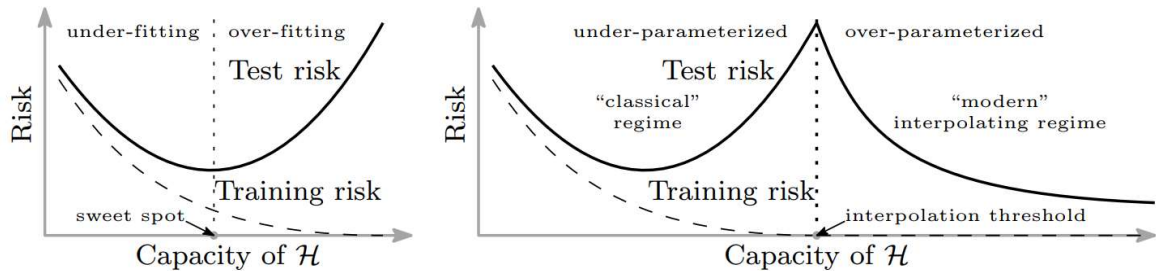 under-fitting
over-fitting
Test risk
Risk
Training risk
sweet spot
Capacity of ℋ
under-parameterized
over-parameterized
Test risk
“classical”
regime
“modern”
interpolating regime
Risk
Training risk
interpolation threshold
Capacity of ℋ